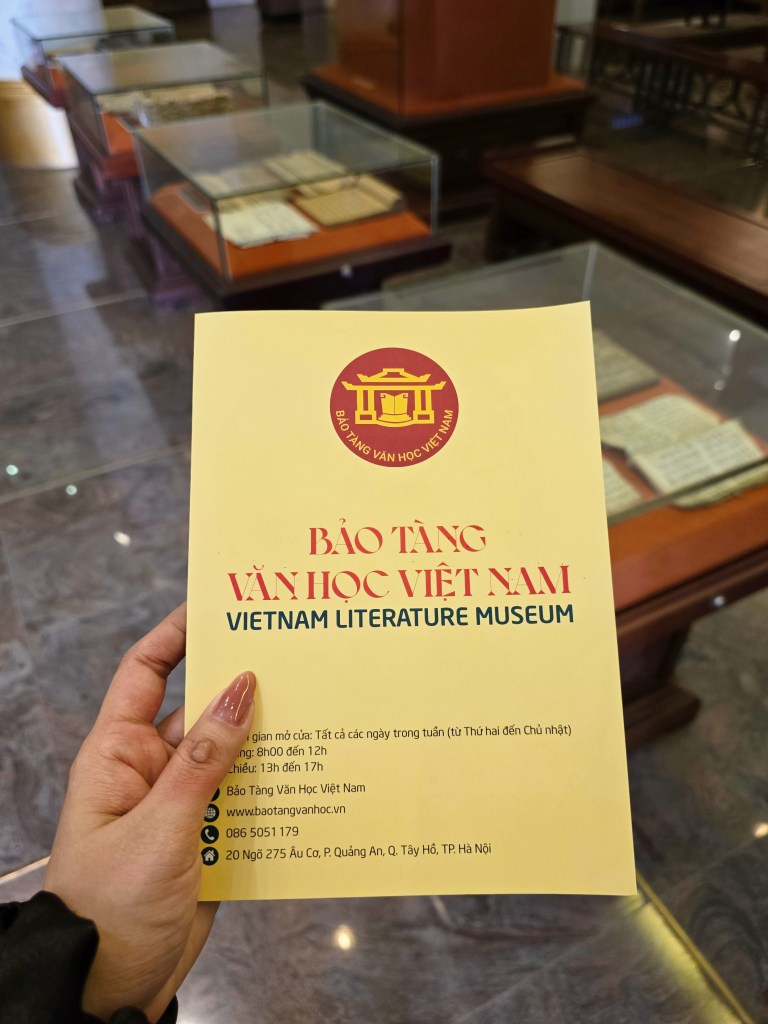 BẢO TÀNG VĂN HỌC VIỆT NAM
BẢO TÀNG
VĂN HỌC VIỆT NAM
VIETNAM LITERATURE MUSEUM
gian mở cửa: Tất cả các ngày trong tuần (từ Thứ hai đến Chủ nhật)
8h00 đến 12h
Chiều: 13h đến 17h
Bảo Tàng Văn Học Việt Nam
www.baotangvanhoc.vn
086 5051 179
20 Ngõ 275 Âu Cơ, P. Quảng An, Q. Tây Hồ, TP. Hà Nội